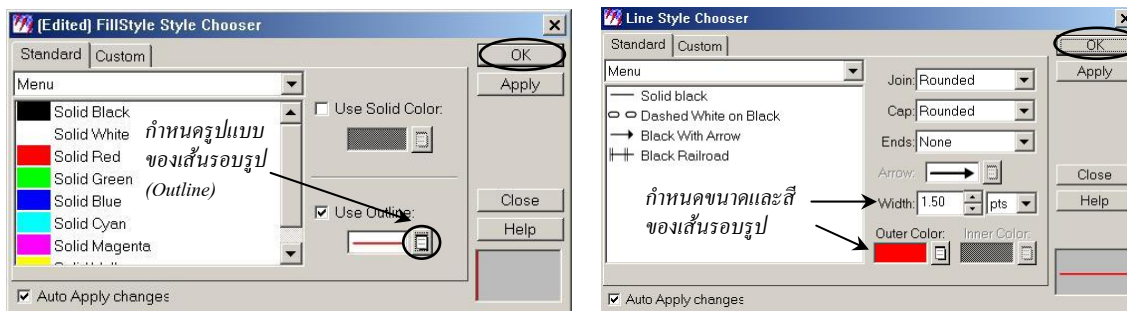 (Edited) FillStyle Style Chooser
Standard
Custom
OK
Menu
Apply
Solid Black
Solid White
Solid Red
Solid Green
Solid Blue
Solid Cyan
Solid Magenta
กำหนดรูปแบบ
ของเส้นรอบรูป
(Outline)
Use Solid Color:
Use Outline:
Close
Help
Auto Apply changes
Line Style Chooser
Standard
Custom
OK
Menu
Apply
Solid black
Dashed White on Black
Black With Arrow
Black Railroad
Join: Rounded
Cap: Rounded
Ends: None
Arrow:
Width: 1.50 pts
Outer Color:
Inner Color:
กำหนดขนาดและสี
ของเส้นรอบรูป
Close
Help
Auto Apply changes